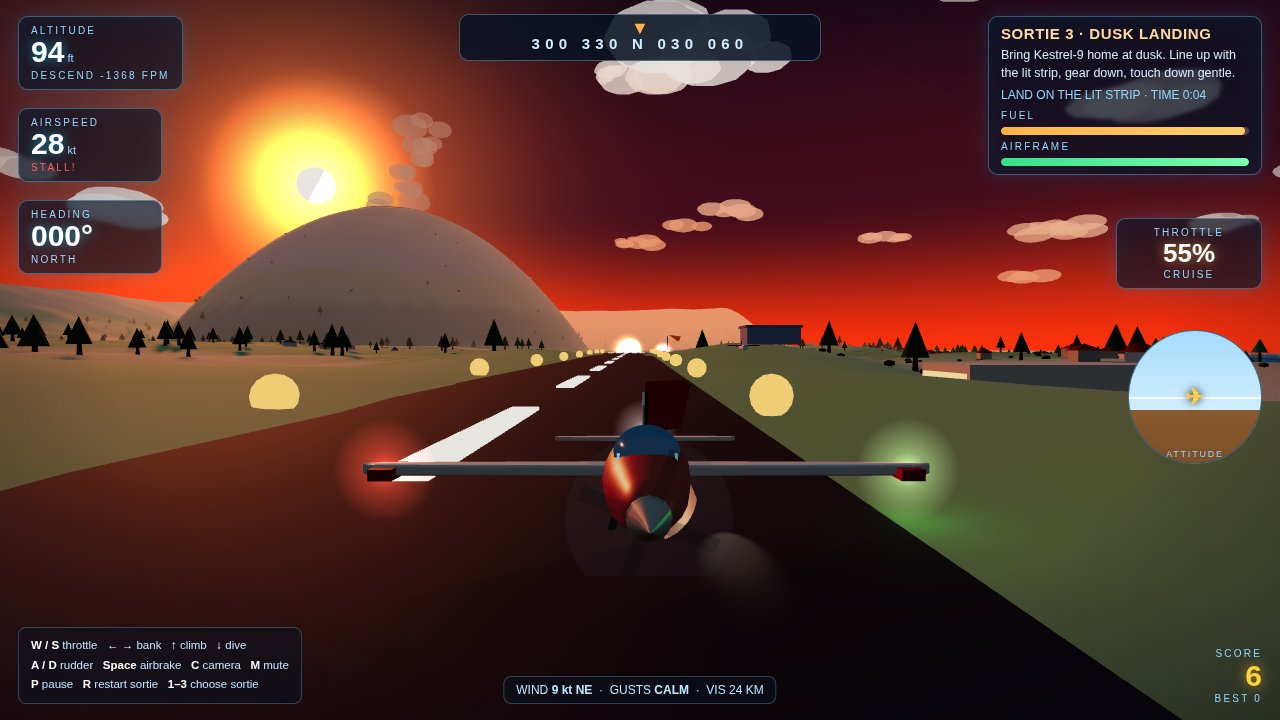 ALTITUDE
94 ft
DESCEND -1368 FPM
AIRSPEED
28 kt
STALL!
HEADING
000°
NORTH
300 330 N 030 060
SORTIE 3 · DUSK LANDING
Bring Kestrel-9 home at dusk. Line up with
the lit strip, gear down, touch down gentle.
LAND ON THE LIT STRIP · TIME 0:04
FUEL
AIRFRAME
THROTTLE
55%
CRUISE
ATTITUDE
W / S throttle ← → bank ↑ climb ↓ dive
A / D rudder Space airbrake C camera M mute
P pause R restart sortie 1–3 choose sortie
WIND 9 kt NE · GUSTS CALM · VIS 24 KM
SCORE
6
BEST 0